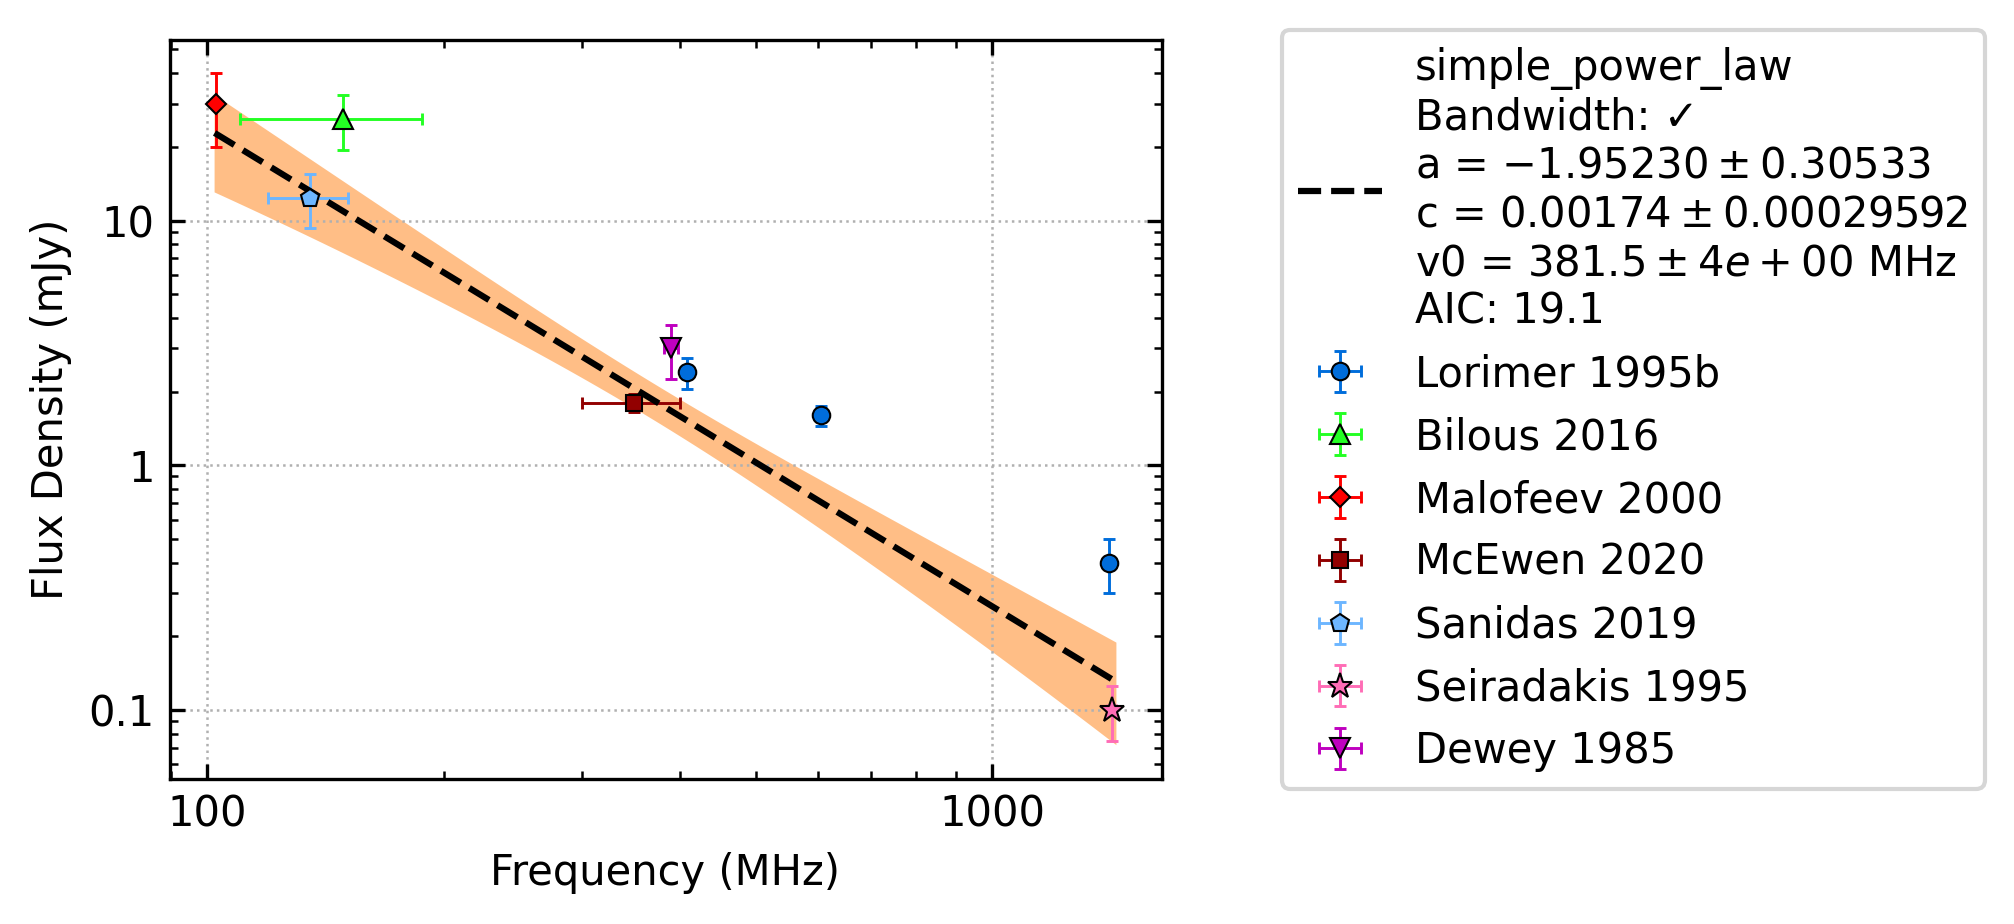 10
1
0.1
100
1000
Flux Density (mJy)
Frequency (MHz)
simple_power_law
Bandwidth: ✓
a = −1.95230 ± 0.30533
c = 0.00174 ± 0.00029592
v0 = 381.5 ± 4e + 00 MHz
AIC: 19.1
Lorimer 1995b
Bilous 2016
Malofeev 2000
McEwen 2020
Sanidas 2019
Seiradakis 1995
Dewey 1985